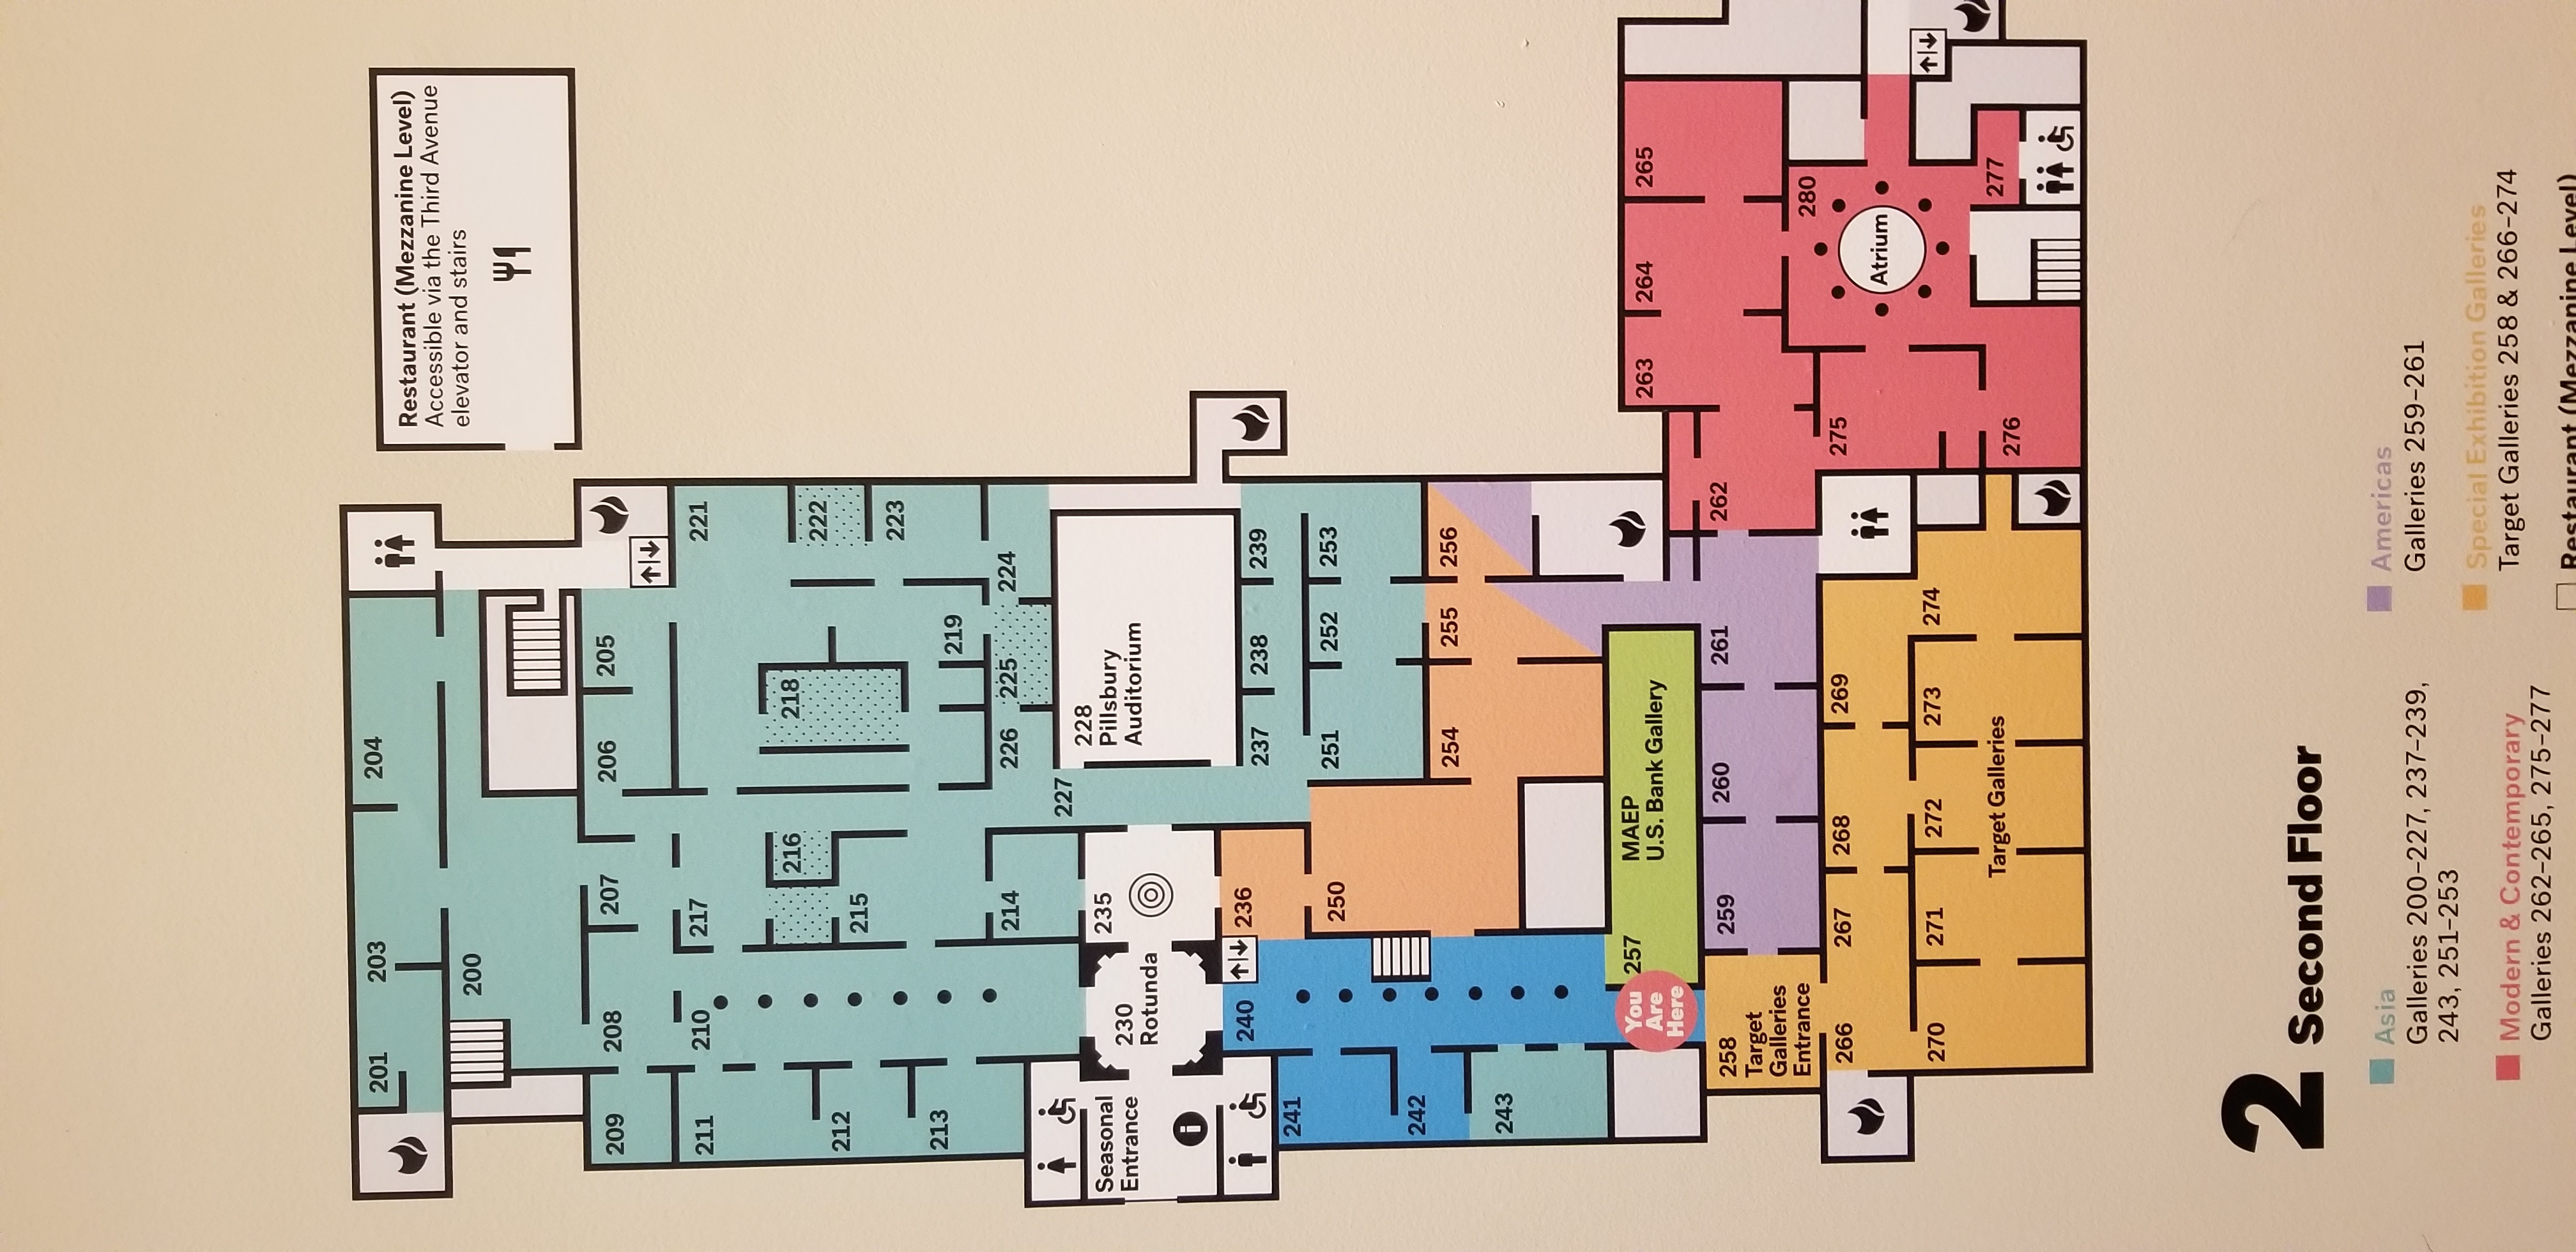 201
203
204
200
Restaurant (Mezzanine Level)
Accessible via the Third Avenue
elevator and stairs
209
208
207
206
205
211
210
217
221
216
218
222
212
215
223
213
219
214
226
225
224
227
228
Pillsbury
Auditorium
Seasonal
Entrance
230
Rotunda
235
i
240
236
237
238
239
241
250
251
252
253
242
254
255
256
243
You
Are
Here
257
MAEP
U.S. Bank Gallery
263
264
265
258
Target
Galleries
Entrance
259
260
261
262
280
266
267
268
269
275
Atrium
270
271
272
273
274
Target Galleries
276
277
2 Second Floor
Asia
Galleries 200–227, 237–239,
243, 251–253
Modern & Contemporary
Galleries 262–265, 275–277
Americas
Galleries 259–261
Special Exhibition Galleries
Target Galleries 258 & 266–274
Restaurant (Mezzanine Level)